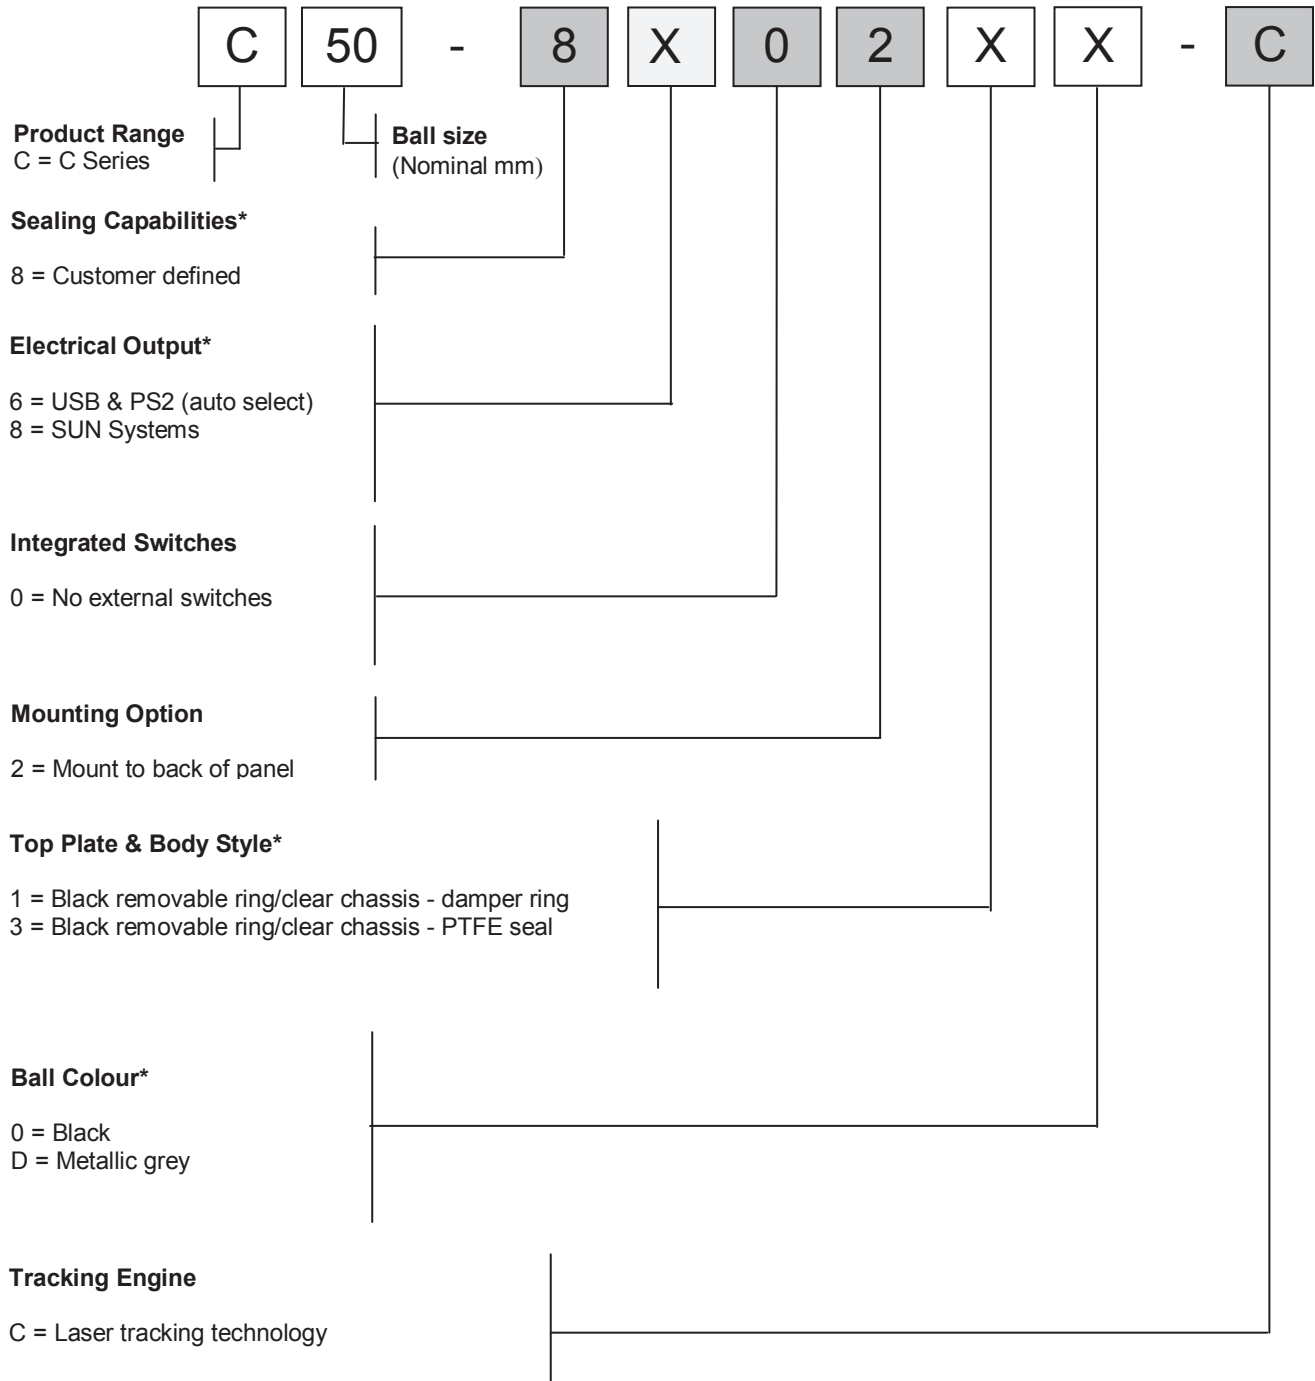 C 50 - 8 X 0 2 X X - C
Product Range
C = C Series
Ball size
(Nominal mm)
Sealing Capabilities*
8 = Customer defined
Electrical Output*
6 = USB & PS2 (auto select)
8 = SUN Systems
Integrated Switches
0 = No external switches
Mounting Option
2 = Mount to back of panel
Top Plate & Body Style*
1 = Black removable ring/clear chassis - damper ring
3 = Black removable ring/clear chassis - PTFE seal
Ball Colour*
0 = Black
D = Metallic grey
Tracking Engine
C = Laser tracking technology